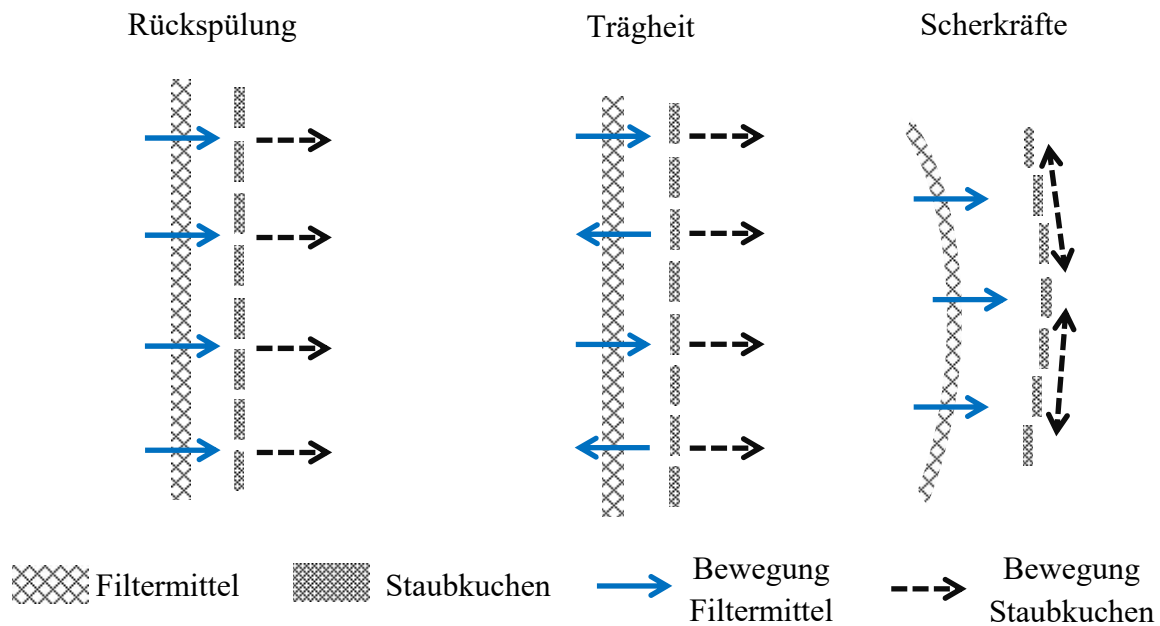 Rückspülung
Trägheit
Scherkräfte
Filtermittel
Staubkuchen
Bewegung
Filtermittel
Bewegung
Staubkuchen